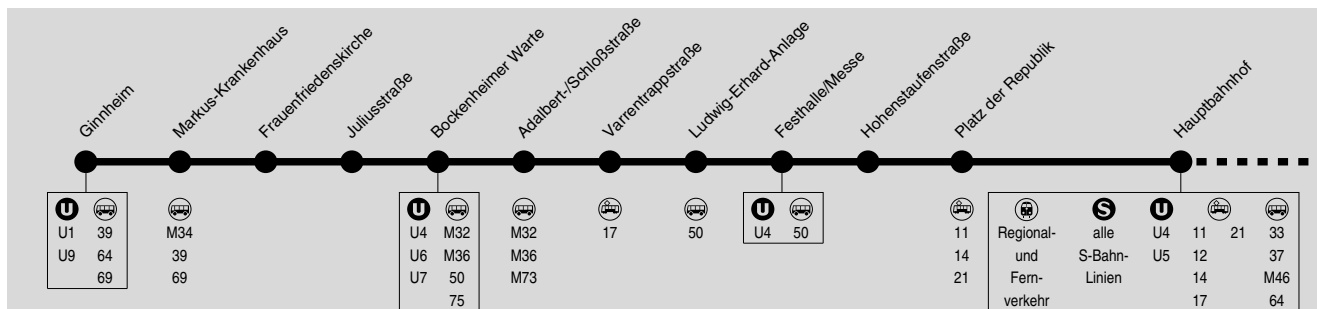 Ginnheim
Markus-Krankenhaus
Frauenfriedenskirche
Juliusstraße
Bockenheimer Warte
Adalbert-/Schloßstraße
Varrentrappstraße
Ludwig-Erhard-Anlage
Festhalle/Messe
Hohenstaufenstraße
Platz der Republik
Hauptbahnhof
U
U1 39
U9 64
69
M34
39
69
U
U4 M32
U6 M36
U7 50
75
M32
M36
M73
17
50
U
U4 50
11
14
21
S U
Regional- alle U4 11 21 33
und S-Bahn- U5 12 37
Fern- Linien 14 M46
verkehr 17 64